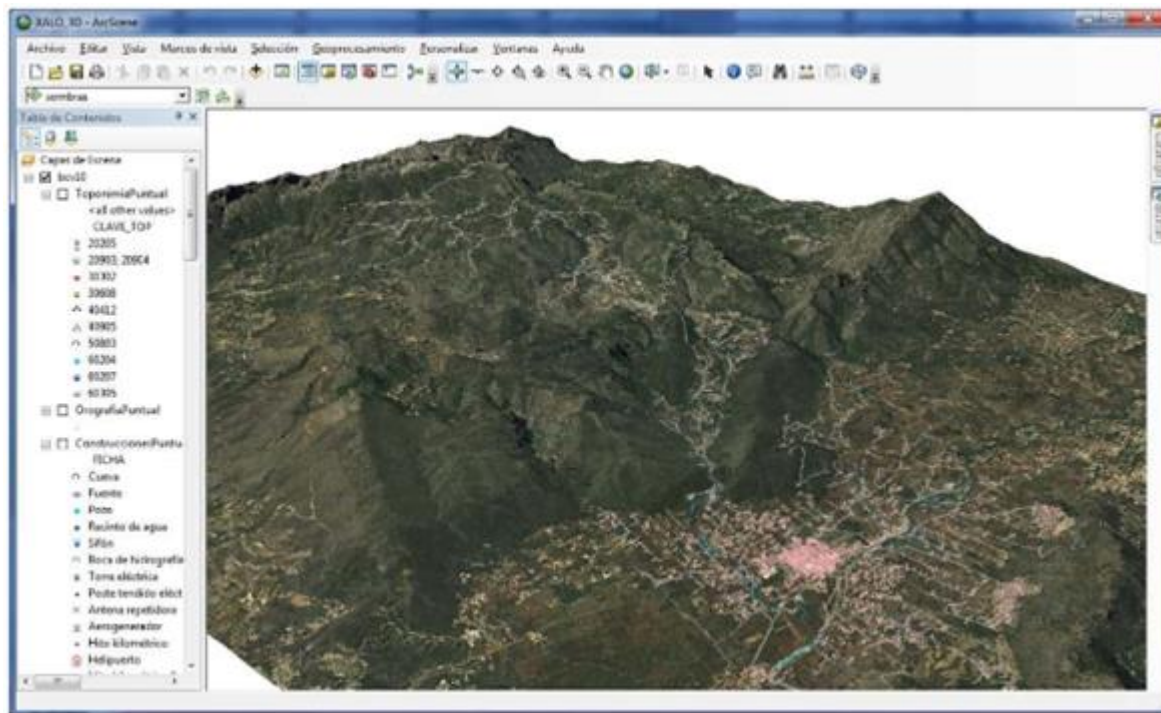 XALO_3D - ArcScene
Archivo Editar Vista Marcos de vista Selección Geoprocesamiento Personalizar Ventanas Ayuda
sombras
Tabla de Contenidos
Capas de Escena
bcv10
ToponimiaPuntual
<all other values>
CLAVE_TOP
20205
20903; 20904
30302
30608
40412
40905
50803
60204
60207
60305
OrografiaPuntual
ConstruccionesPuntu
FECHA
Cueva
Fuente
Pozo
Recinto de agua
Sifón
Boca de hidrografía
Torre eléctrica
Poste tendido eléct
Antena repetidora
Aerogenerador
Hito kilométrico
Helipuerto